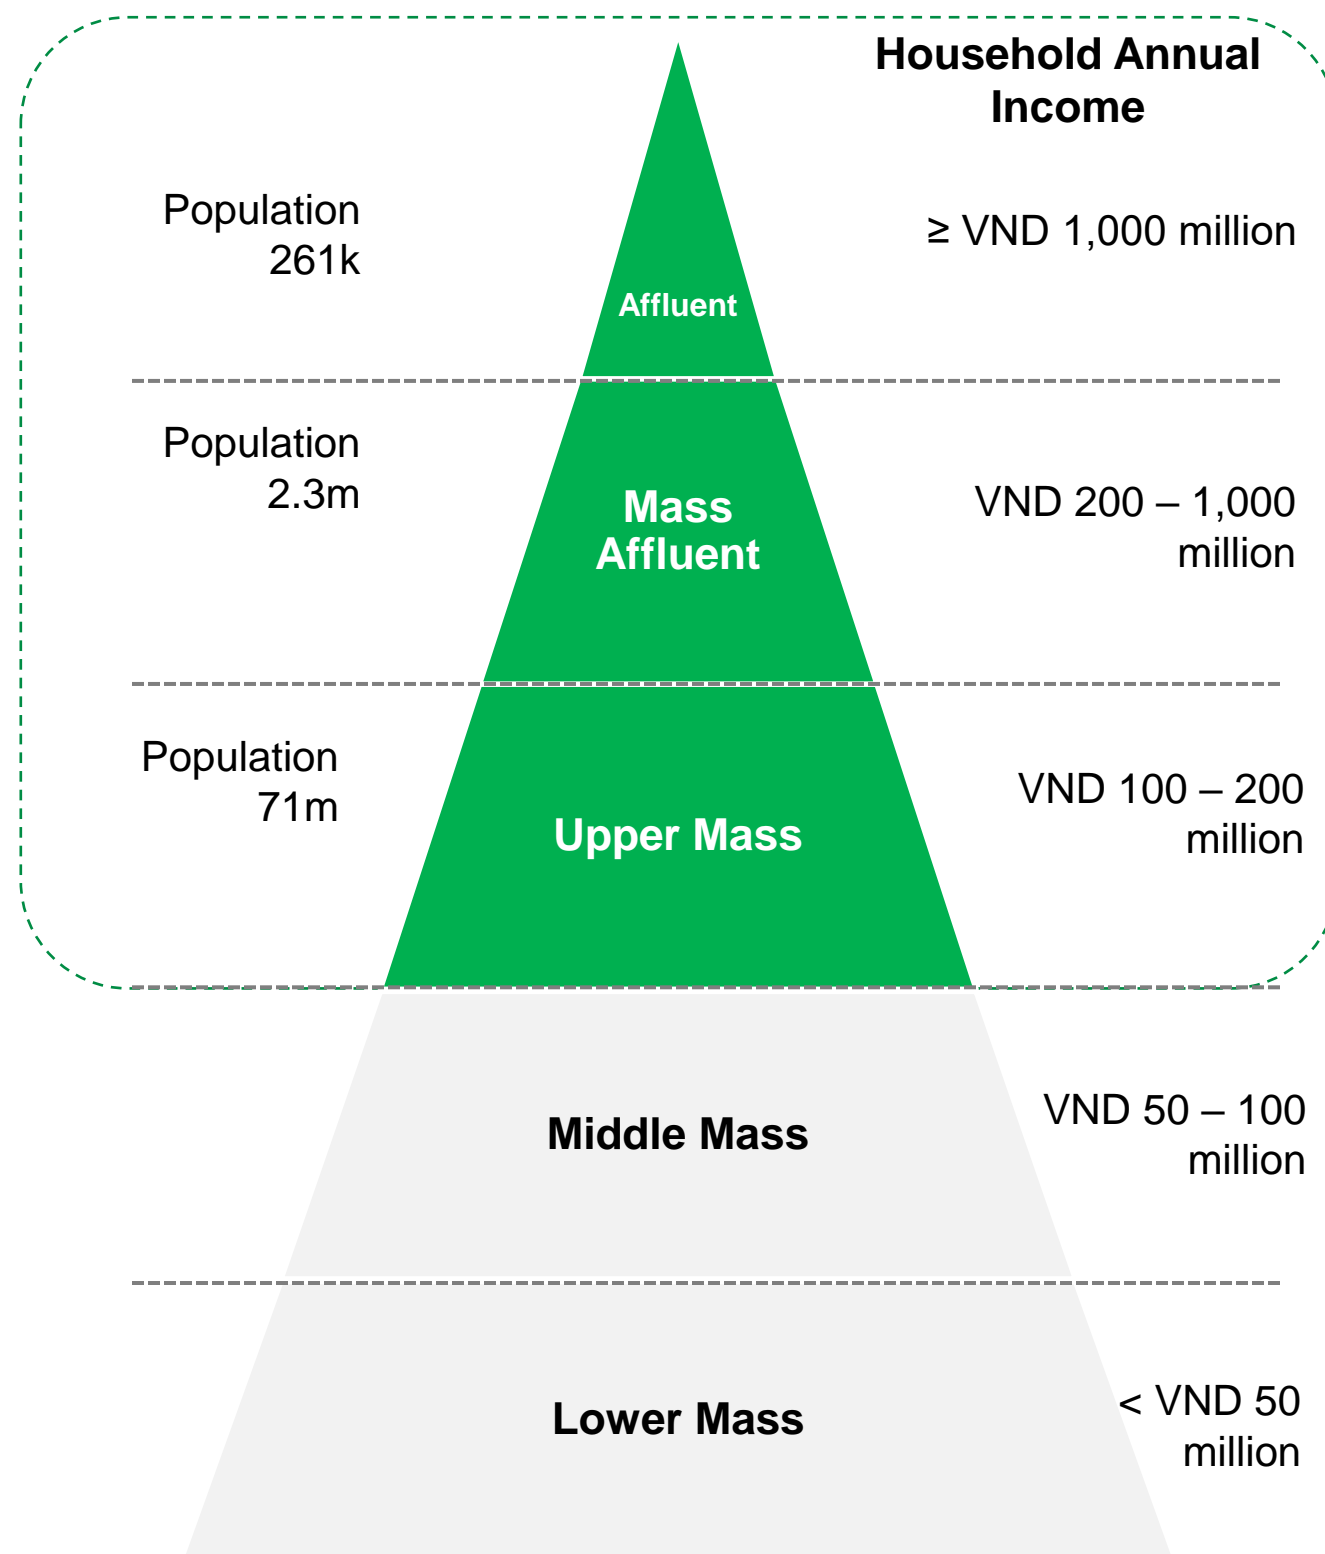 Household Annual
Income
Population
261k
≥ VND 1,000 million
Affluent
Population
2.3m
Mass
Affluent
VND 200 – 1,000
million
Population
71m
Upper Mass
VND 100 – 200
million
Middle Mass
VND 50 – 100
million
Lower Mass
< VND 50
million